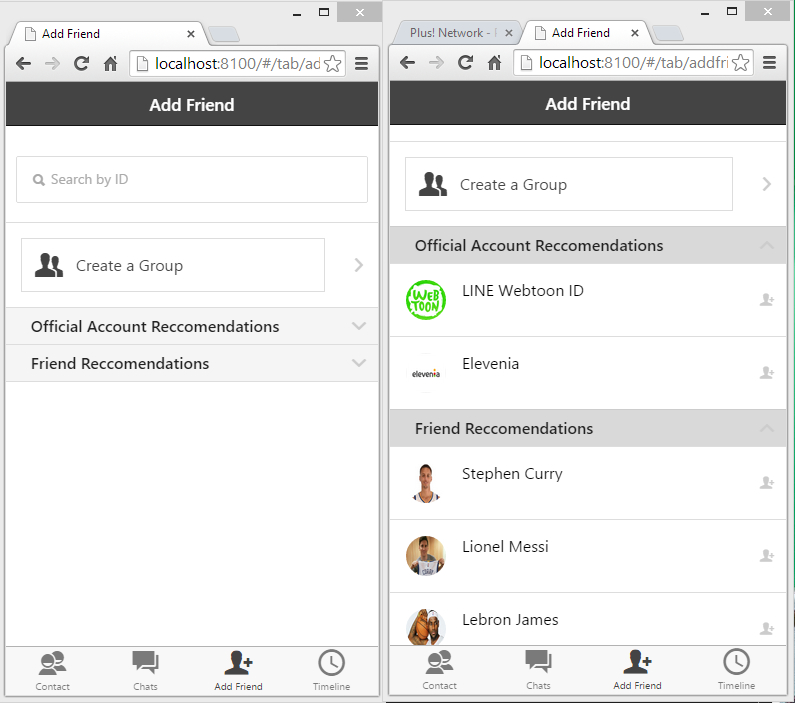 Add Friend
localhost:8100/#/tab/ad
Add Friend
Search by ID
Create a Group
Official Account Reccomendations
Friend Reccomendations
Contact
Chats
Add Friend
Timeline
Plus! Network -
Add Friend
localhost:8100/#/tab/addfri
Add Friend
Create a Group
Official Account Reccomendations
WEB
TOON
LINE Webtoon ID
elevenia
Elevenia
Friend Reccomendations
Stephen Curry
Lionel Messi
Lebron James
Contact
Chats
Add Friend
Timeline